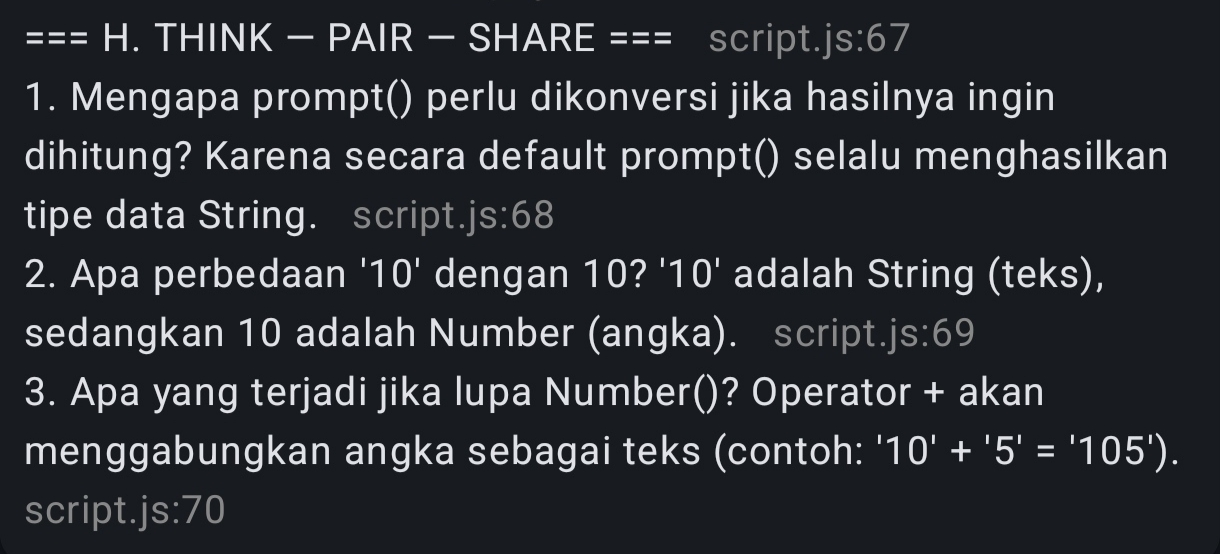 === H. THINK — PAIR — SHARE === script.js:67
1. Mengapa prompt() perlu dikonversi jika hasilnya ingin
dihitung? Karena secara default prompt() selalu menghasilkan
tipe data String. script.js:68
2. Apa perbedaan '10' dengan 10? '10' adalah String (teks),
sedangkan 10 adalah Number (angka). script.js:69
3. Apa yang terjadi jika lupa Number()? Operator + akan
menggabungkan angka sebagai teks (contoh: '10' + '5' = '105').
script.js:70